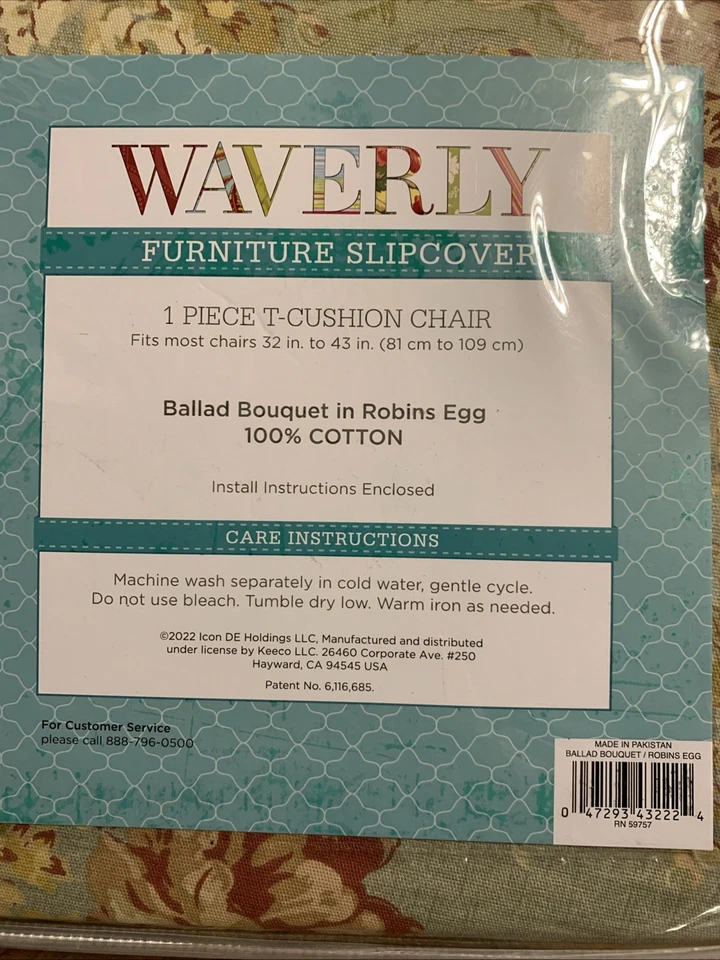 WAVERLY
FURNITURE SLIPCOVER
1 PIECE T-CUSHION CHAIR
Fits most chairs 32 in. to 43 in. (81 cm to 109 cm)
Ballad Bouquet in Robins Egg
100% COTTON
Install Instructions Enclosed
CARE INSTRUCTIONS
Machine wash separately in cold water, gentle cycle.
Do not use bleach. Tumble dry low. Warm iron as needed.
©2022 Icon DE Holdings LLC, Manufactured and distributed
under license by Keeco LLC. 26460 Corporate Ave. #250
Hayward, CA 94545 USA
Patent No. 6,116,685.
For Customer Service
please call 888-796-0500
MADE IN PAKISTAN
BALLAD BOUQUET / ROBINS EGG
0 47293 43222 4
RN 59757